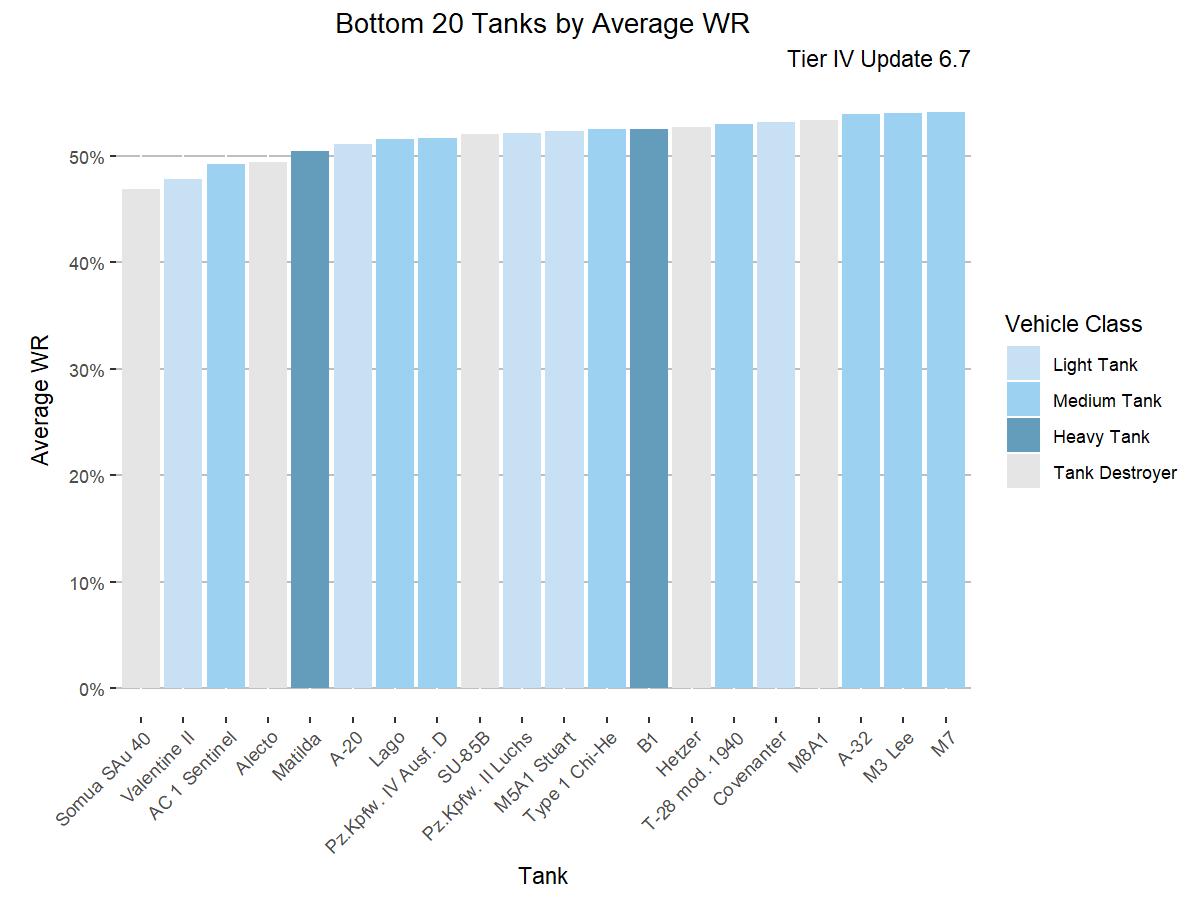 Bottom 20 Tanks by Average WR
Tier IV Update 6.7
Average WR
50%
40%
30%
20%
10%
0%
Somua SAu 40
Valentine II
AC 1 Sentinel
Alecto
Matilda
A-20
Lago
Pz.Kpfw. IV Ausf. D
SU-85B
Pz.Kpfw. II Luchs
M5A1 Stuart
Type 1 Chi-He
B1
Hetzer
T-28 mod. 1940
Covenanter
M8A1
A-32
M3 Lee
M7
Tank
Vehicle Class
Light Tank
Medium Tank
Heavy Tank
Tank Destroyer